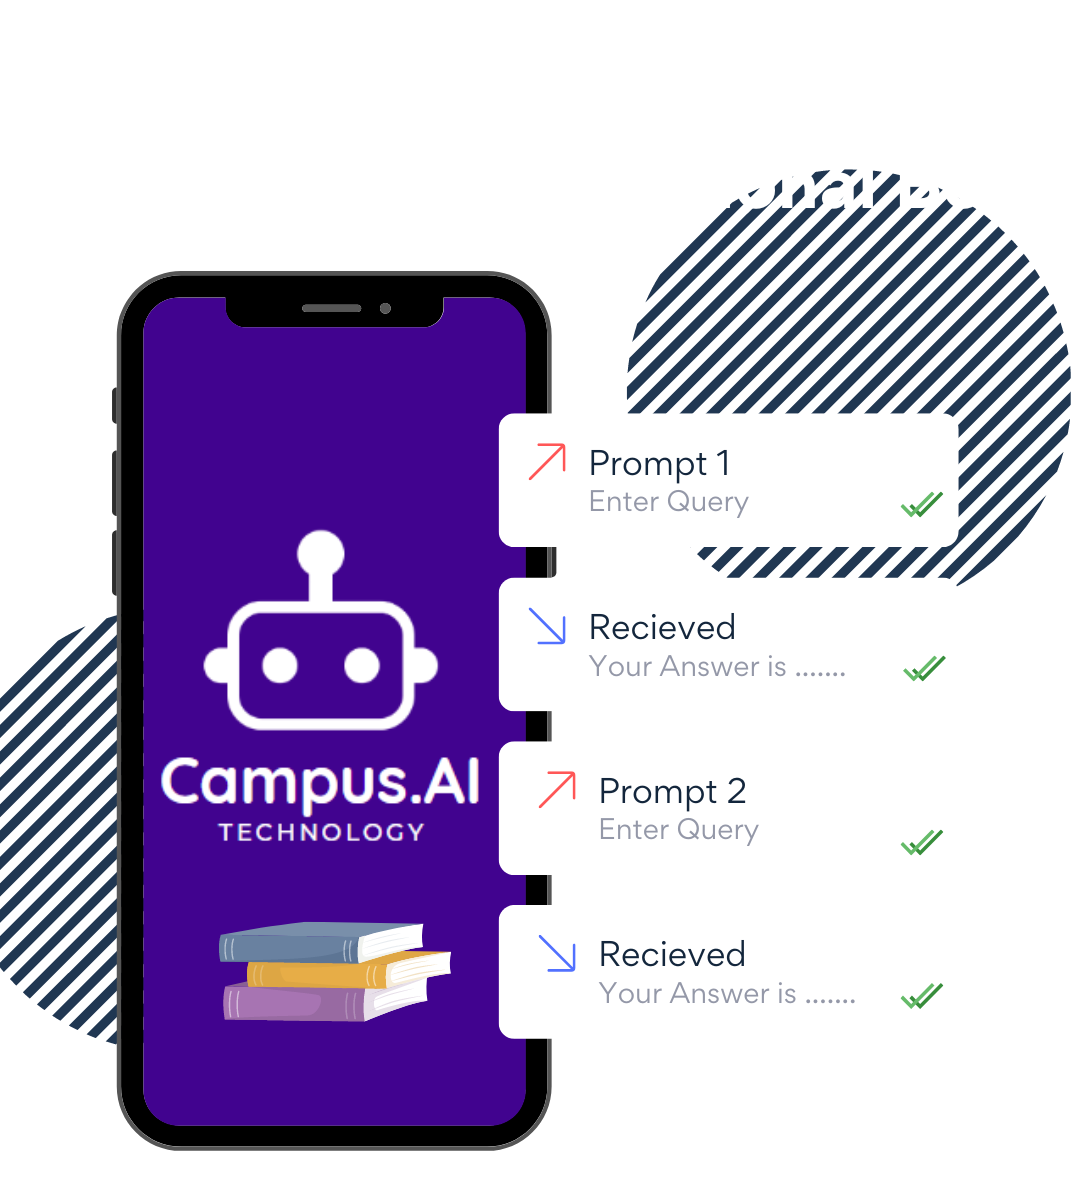 Prompt 1
Enter Query
Recieved
Your Answer is .......
Prompt 2
Enter Query
Recieved
Your Answer is .......
Campus.AI
TECHNOLOGY